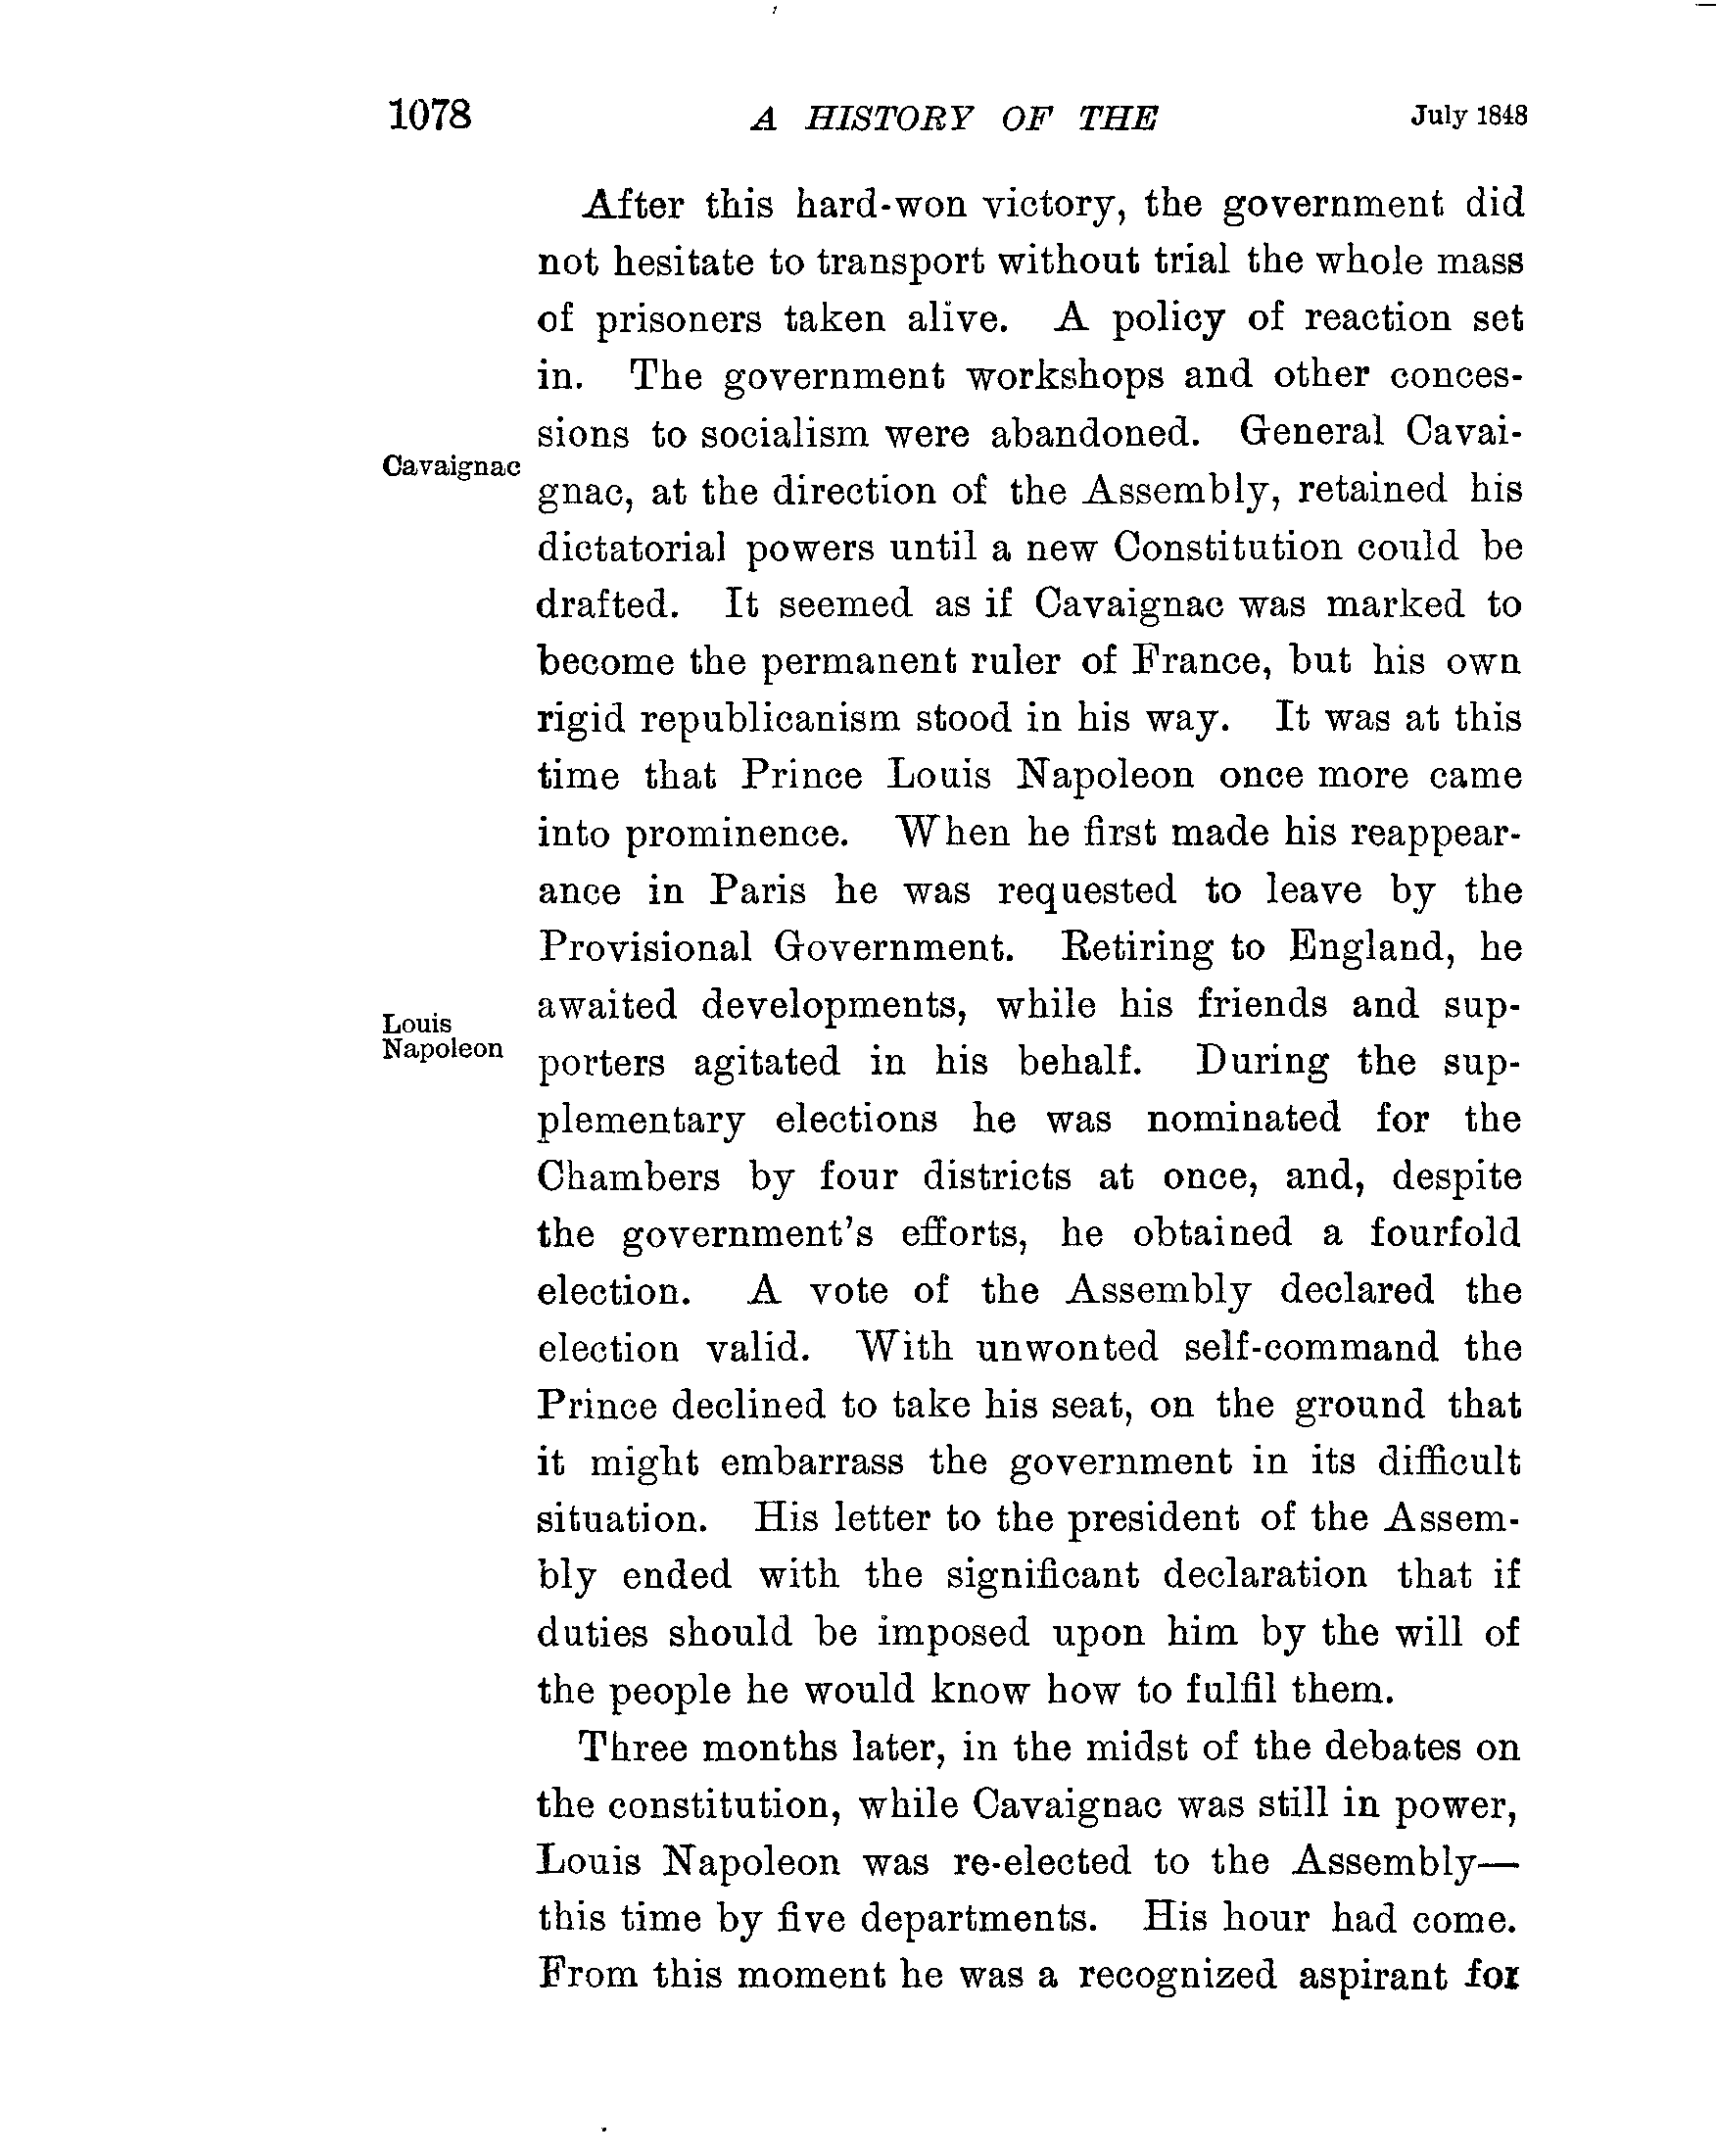 1078 A HISTORY OF THE July 1848
After this hard-won victory, the government did
not hesitate to transport without trial the whole mass
of prisoners taken alive. A policy of reaction set
in. The government workshops and other conces-
sions to socialism were abandoned. General Cavai-
Cavaignac
gnac, at the direction of the Assembly, retained his
dictatorial powers until a new Constitution could be
drafted. It seemed as if Cavaignac was marked to
become the permanent ruler of France, but his own
rigid republicanism stood in his way. It was at this
time that Prince Louis Napoleon once more came
into prominence. When he first made his reappear-
ance in Paris he was requested to leave by the
Provisional Government. Retiring to England, he
awaited developments, while his friends and sup-
Louis
Napoleon
porters agitated in his behalf. During the sup-
plementary elections he was nominated for the
Chambers by four districts at once, and, despite
the government's efforts, he obtained a fourfold
election. A vote of the Assembly declared the
election valid. With unwonted self-command the
Prince declined to take his seat, on the ground that
it might embarrass the government in its difficult
situation. His letter to the president of the Assem-
bly ended with the significant declaration that if
duties should be imposed upon him by the will of
the people he would know how to fulfil them.
Three months later, in the midst of the debates on
the constitution, while Cavaignac was still in power,
Louis Napoleon was re-elected to the Assembly—
this time by five departments. His hour had come.
From this moment he was a recognized aspirant for